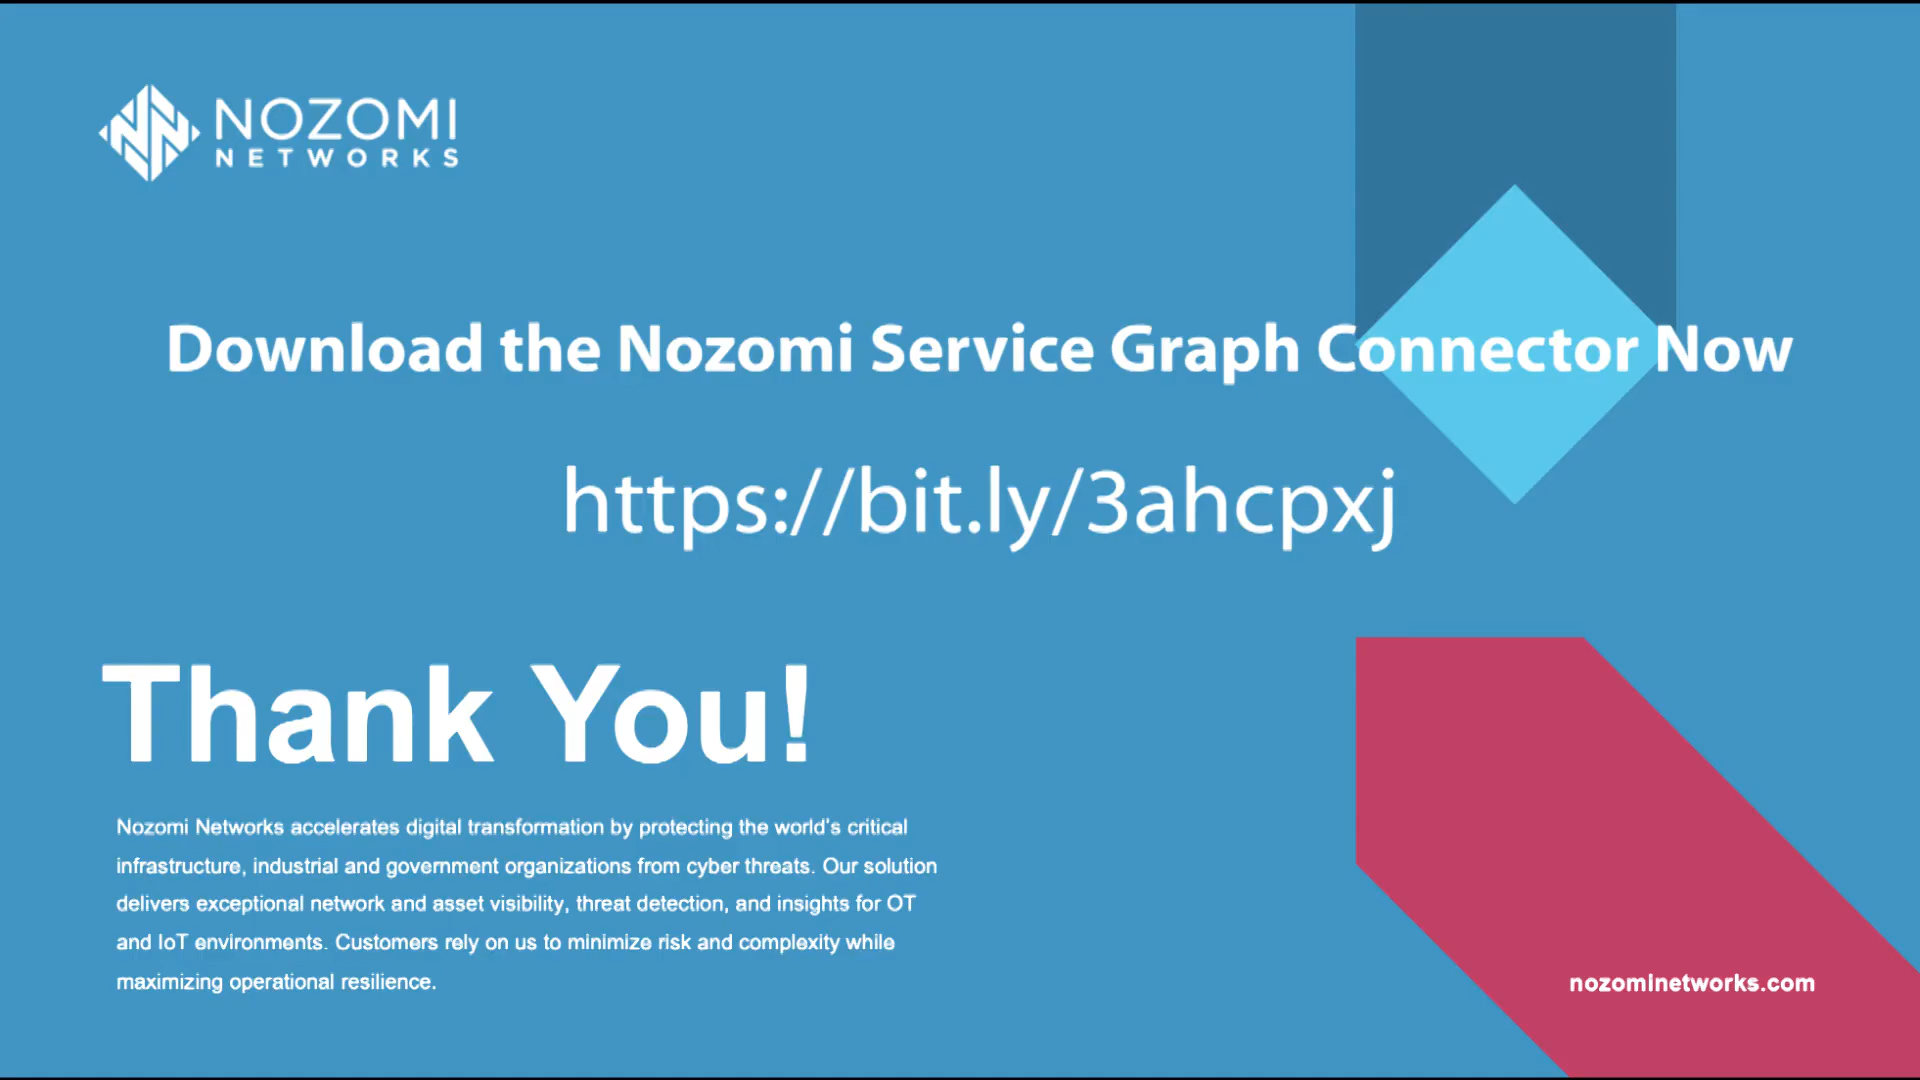 NOZOMI
NETWORKS
Download the Nozomi Service Graph Connector Now
https://bit.ly/3ahcpxj
Thank You!
Nozomi Networks accelerates digital transformation by protecting the world's critical
infrastructure, industrial and government organizations from cyber threats. Our solution
delivers exceptional network and asset visibility, threat detection, and insights for OT
and IoT environments. Customers rely on us to minimize risk and complexity while
maximizing operational resilience.
nozominetworks.com